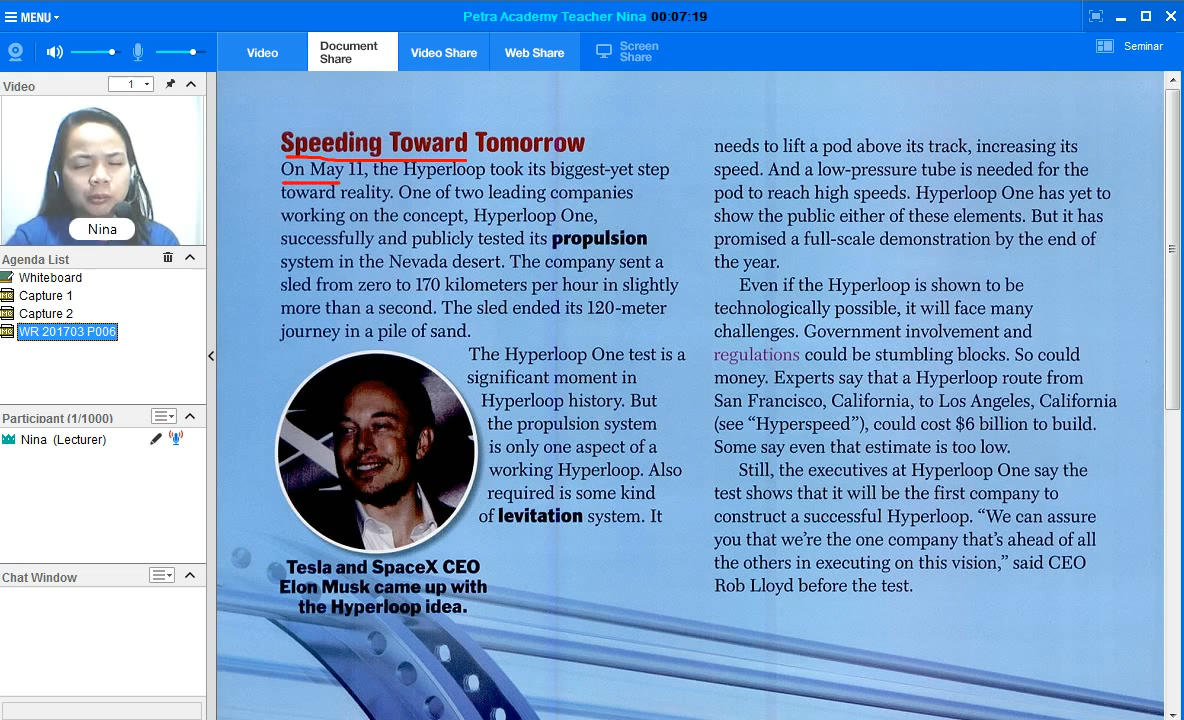 MENU
Petra Academy Teacher Nina 00:07:19
Video
Document Share
Video Share
Web Share
Screen Share
Seminar
Video
1
Nina
Agenda List
Whiteboard
Capture 1
Capture 2
WR 201703 P006
Participant (1/1000)
Nina (Lecturer)
Chat Window
Speeding Toward Tomorrow
On May 11, the Hyperloop took its biggest-yet step
toward reality. One of two leading companies
working on the concept, Hyperloop One,
successfully and publicly tested its propulsion
system in the Nevada desert. The company sent a
sled from zero to 170 kilometers per hour in slightly
more than a second. The sled ended its 120-meter
journey in a pile of sand.
The Hyperloop One test is a
significant moment in
Hyperloop history. But
the propulsion system
is only one aspect of a
working Hyperloop. Also
required is some kind
of levitation system. It
Tesla and SpaceX CEO
Elon Musk came up with
the Hyperloop idea.
needs to lift a pod above its track, increasing its
speed. And a low-pressure tube is needed for the
pod to reach high speeds. Hyperloop One has yet to
show the public either of these elements. But it has
promised a full-scale demonstration by the end of
the year.
Even if the Hyperloop is shown to be
technologically possible, it will face many
challenges. Government involvement and
regulations could be stumbling blocks. So could
money. Experts say that a Hyperloop route from
San Francisco, California, to Los Angeles, California
(see “Hyperspeed”), could cost $6 billion to build.
Some say even that estimate is too low.
Still, the executives at Hyperloop One say the
test shows that it will be the first company to
construct a successful Hyperloop. “We can assure
you that we’re the one company that’s ahead of all
the others in executing on this vision,” said CEO
Rob Lloyd before the test.